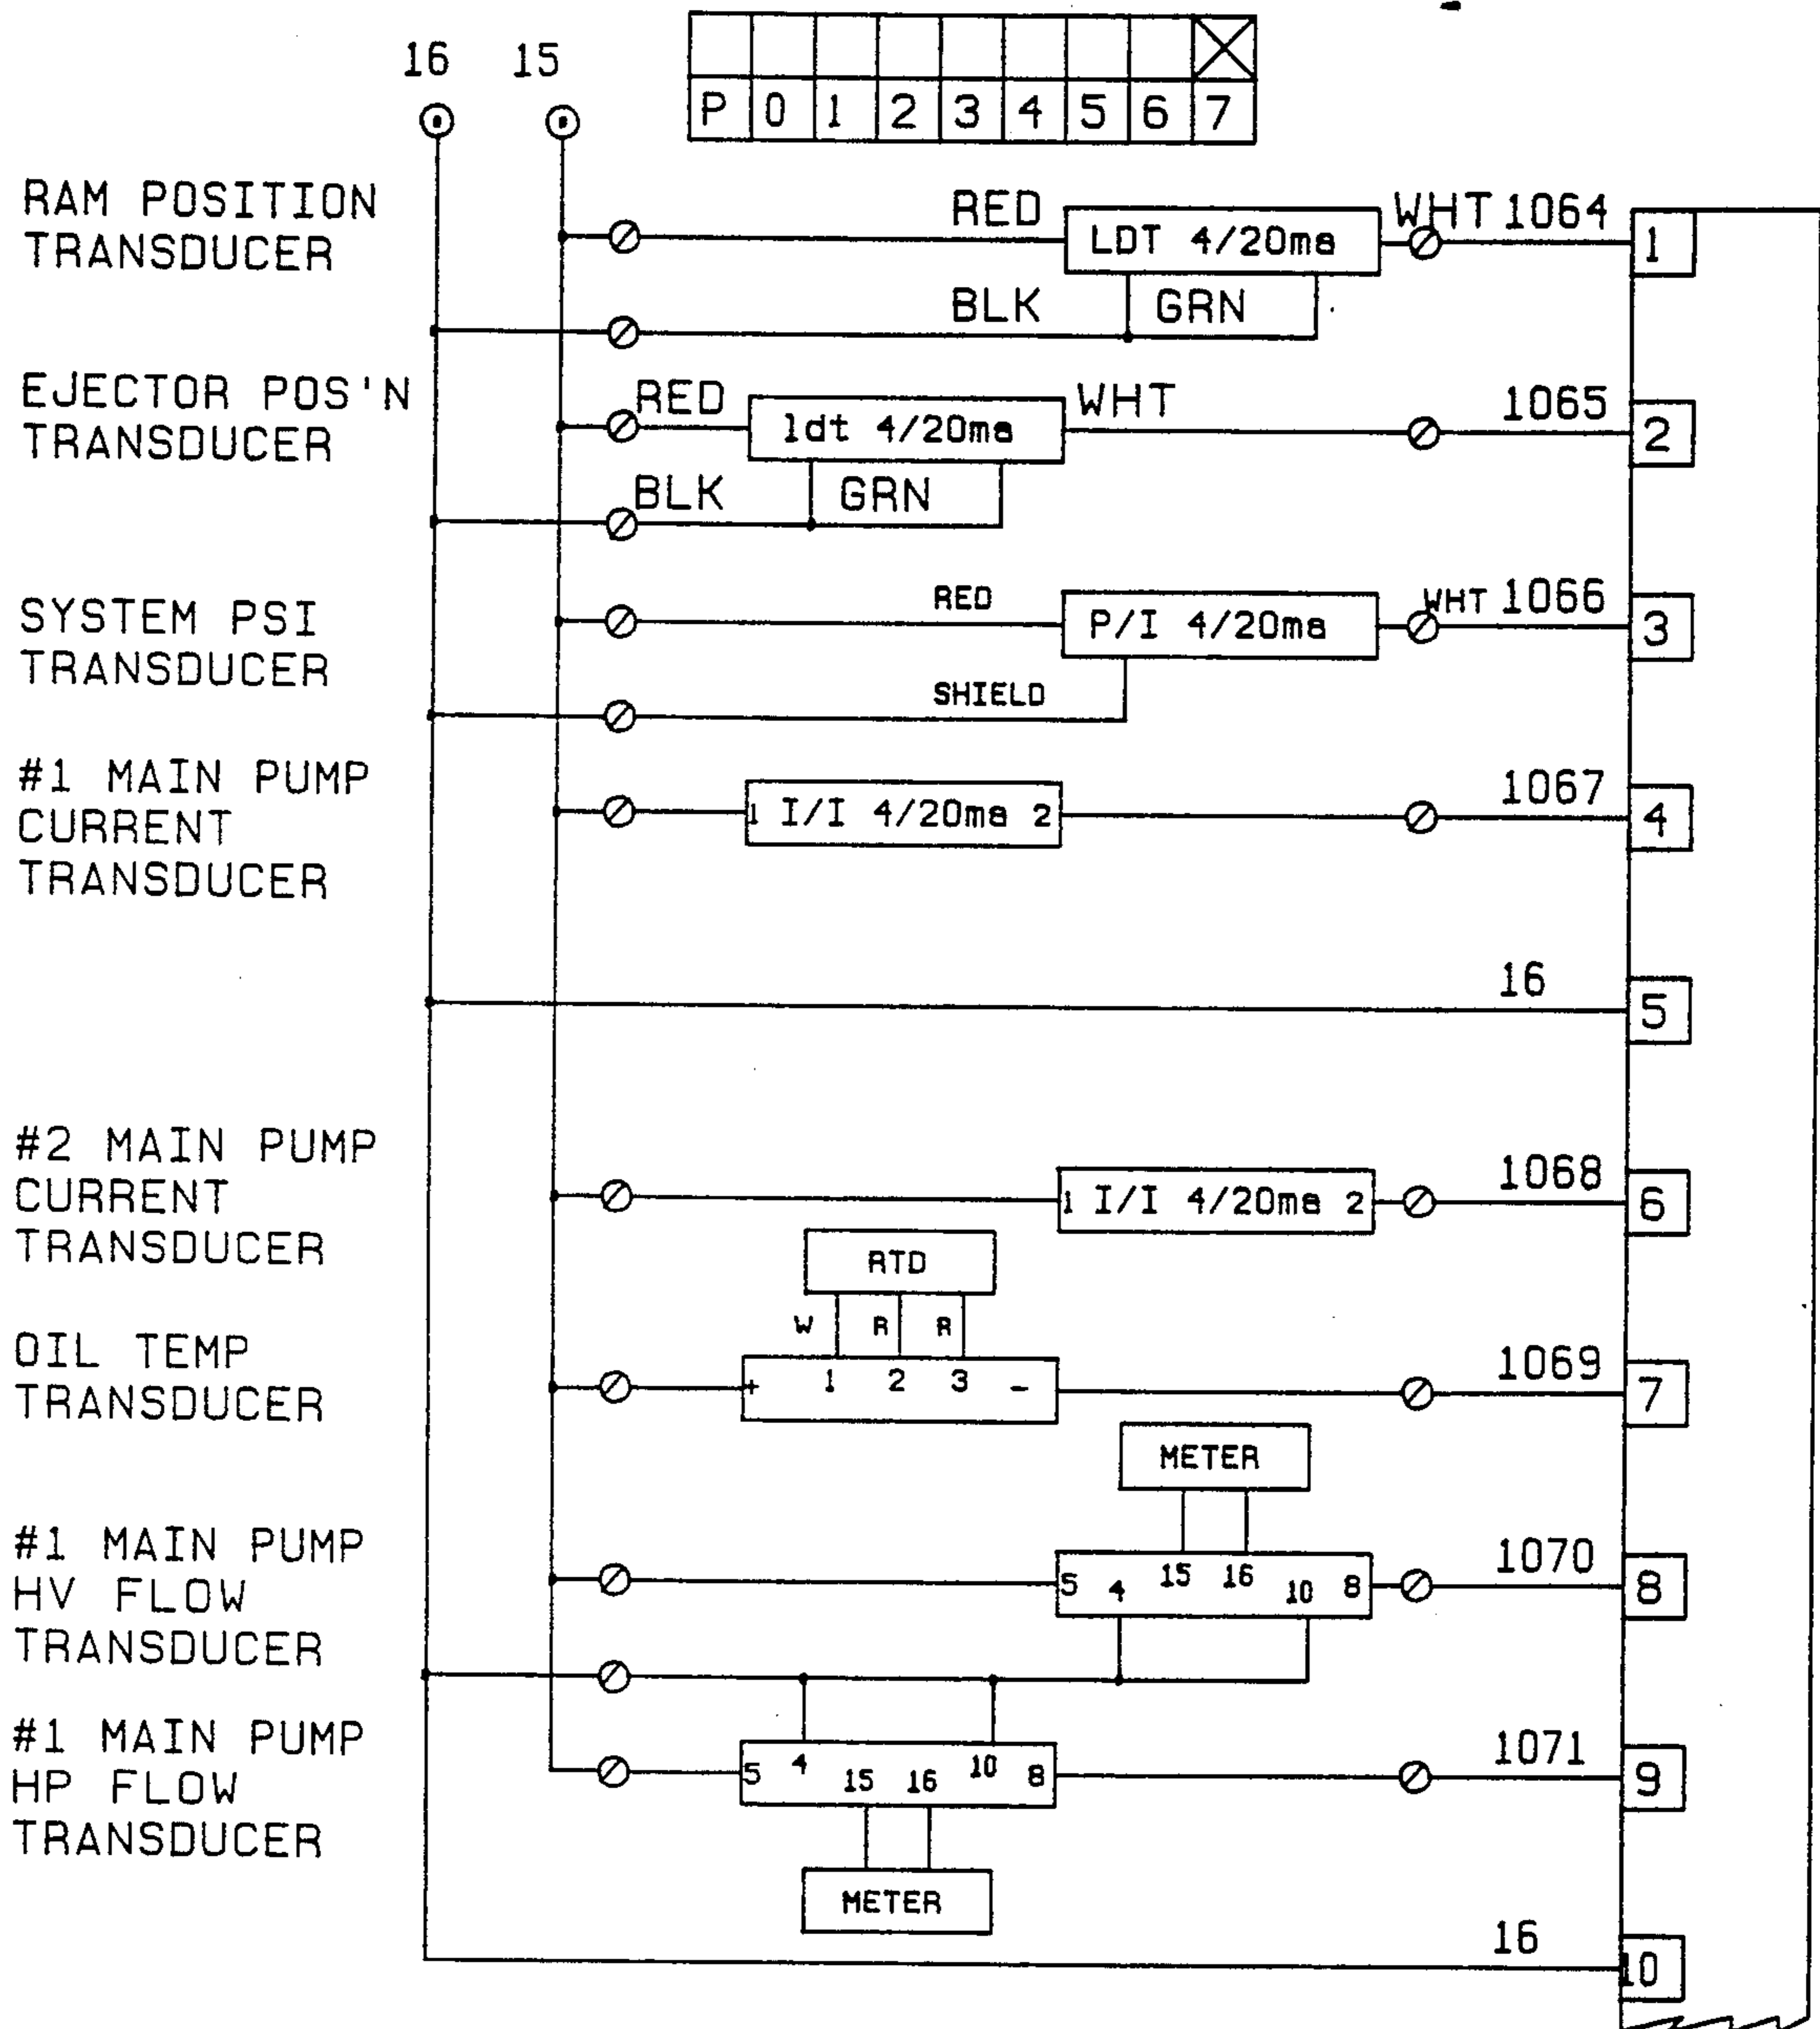 16 15
P 0 1 2 3 4 5 6 7
RAM POSITION
TRANSDUCER
RED
LDT 4/20ma
WHT 1064
1
BLK
GRN
EJECTOR POS'N
TRANSDUCER
RED
ldt 4/20ma
WHT
1065
2
BLK
GRN
SYSTEM PSI
TRANSDUCER
RED
P/I 4/20ma
WHT 1066
3
SHIELD
#1 MAIN PUMP
CURRENT
TRANSDUCER
1 I/I 4/20ma 2
1067
4
16
5
#2 MAIN PUMP
CURRENT
TRANSDUCER
1 I/I 4/20ma 2
1068
6
RTD
W R R
OIL TEMP
TRANSDUCER
+ 1 2 3 -
1069
7
METER
#1 MAIN PUMP
HV FLOW
TRANSDUCER
5 4 15 16 10 8
1070
8
#1 MAIN PUMP
HP FLOW
TRANSDUCER
5 4 15 16 10 8
1071
9
METER
16
10